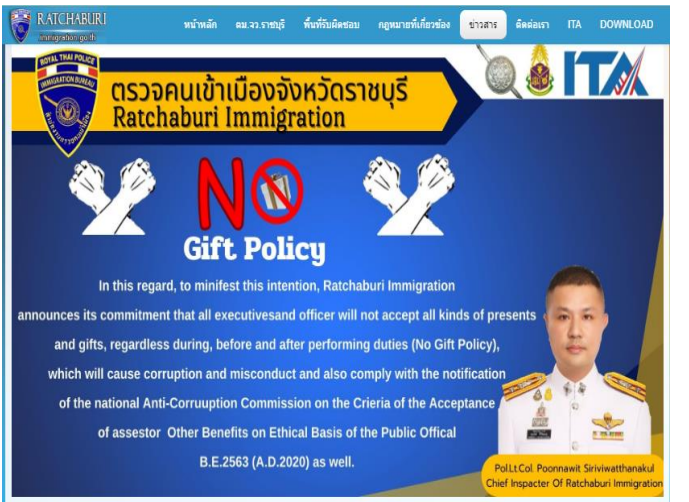 RATCHABURI
immigration.go.th
หน้าหลัก ตม.จว.ราชบุรี พื้นที่รับผิดชอบ กฎหมายที่เกี่ยวข้อง ข่าวสาร ติดต่อเรา ITA DOWNLOAD
ROYAL THAI POLICE
IMMIGRATION BUREAU
ตรวจคนเข้าเมืองจังหวัดราชบุรี
Ratchaburi Immigration
ITA
NO
Gift Policy
In this regard, to minifest this intention, Ratchaburi Immigration
announces its commitment that all executivesand officer will not accept all kinds of presents
and gifts, regardless during, before and after performing duties (No Gift Policy),
which will cause corruption and misconduct and also comply with the notification
of the national Anti-Corruuption Commission on the Crieria of the Acceptance
of assestor Other Benefits on Ethical Basis of the Public Offical
B.E.2563 (A.D.2020) as well.
Pol.Lt.Col. Poonnawit Siriviwatthanakul
Chief Inspacter Of Ratchaburi Immigration